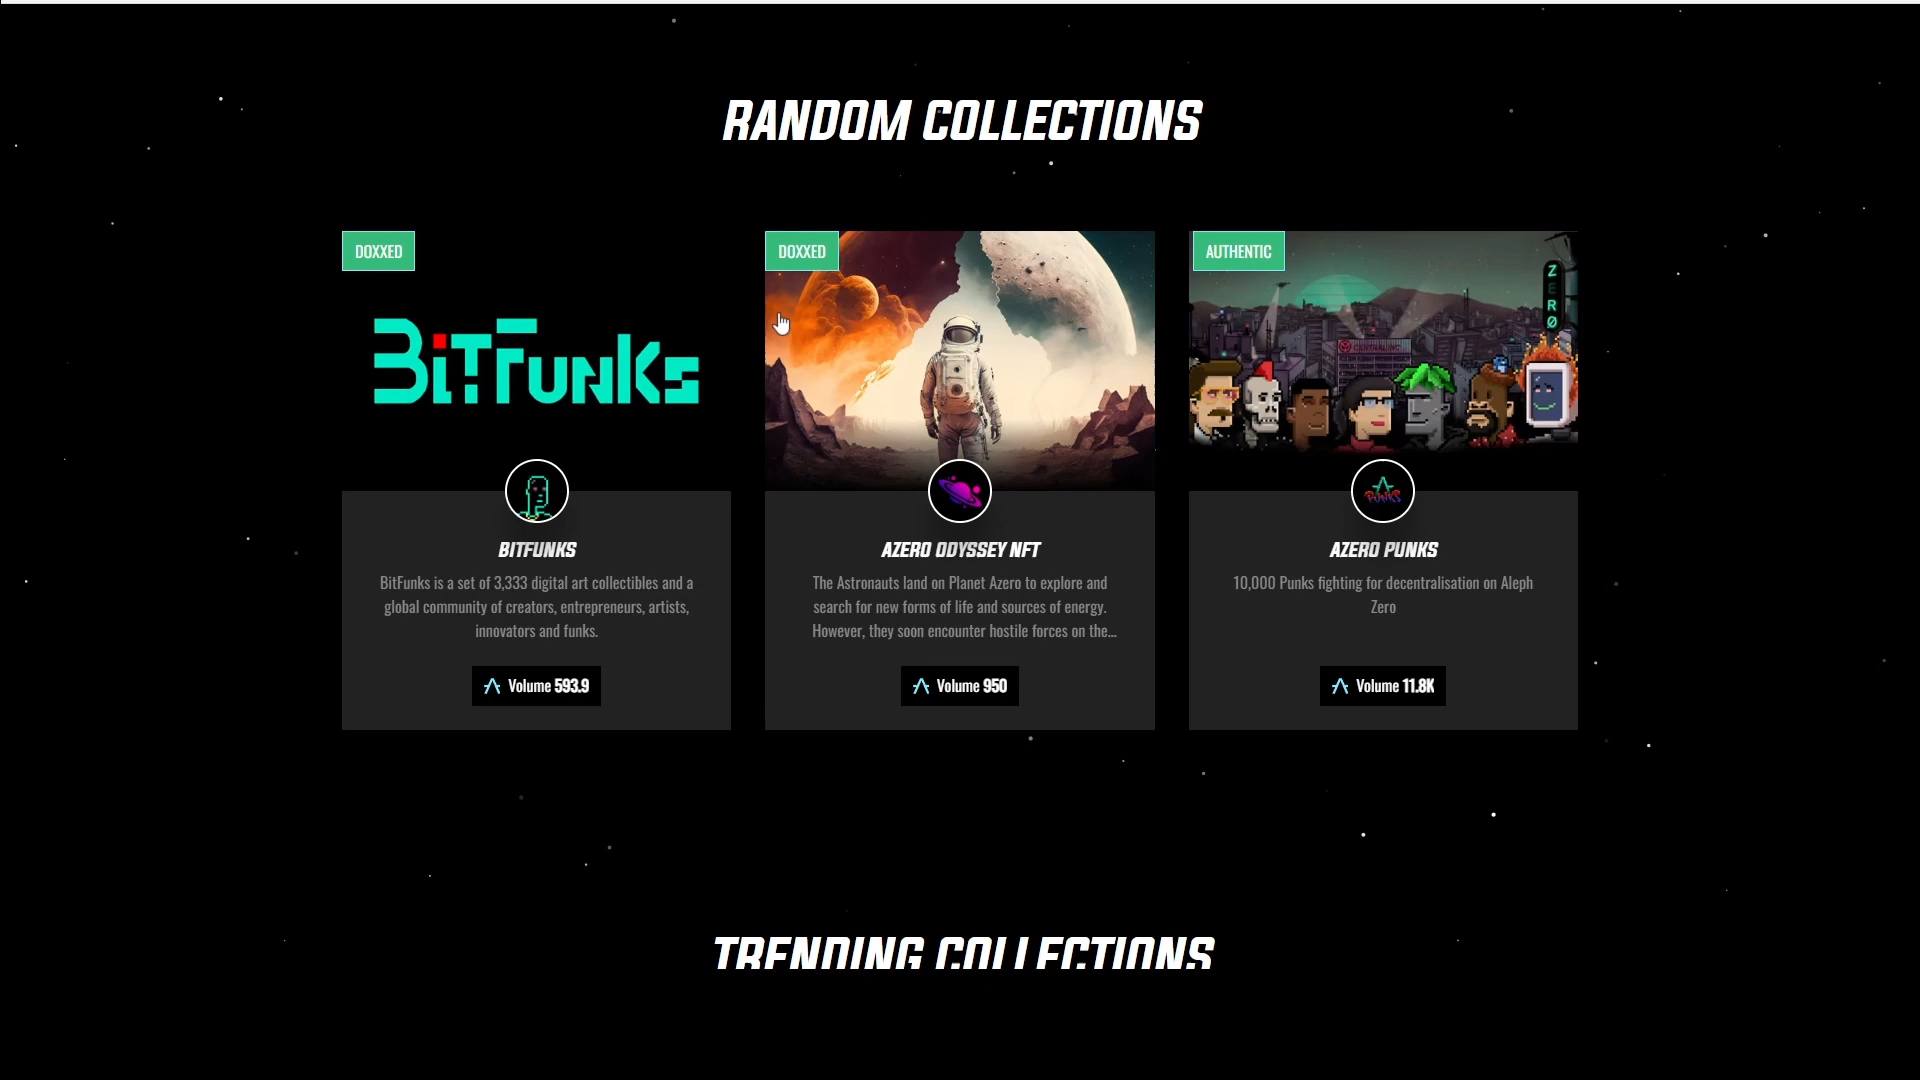 RANDOM COLLECTIONS
DOXXED
BiTFUNKS
BITFUNKS
BitFunks is a set of 3,333 digital art collectibles and a
global community of creators, entrepreneurs, artists,
innovators and funks.
Volume 593.9
DOXXED
AZERO ODYSSEY NFT
The Astronauts land on Planet Azero to explore and
search for new forms of life and sources of energy.
However, they soon encounter hostile forces on the...
Volume 950
AUTHENTIC
ZERØ
PUNKS
AZERO PUNKS
10,000 Punks fighting for decentralisation on Aleph
Zero
Volume 11.8K
TRENDING COLLECTIONS